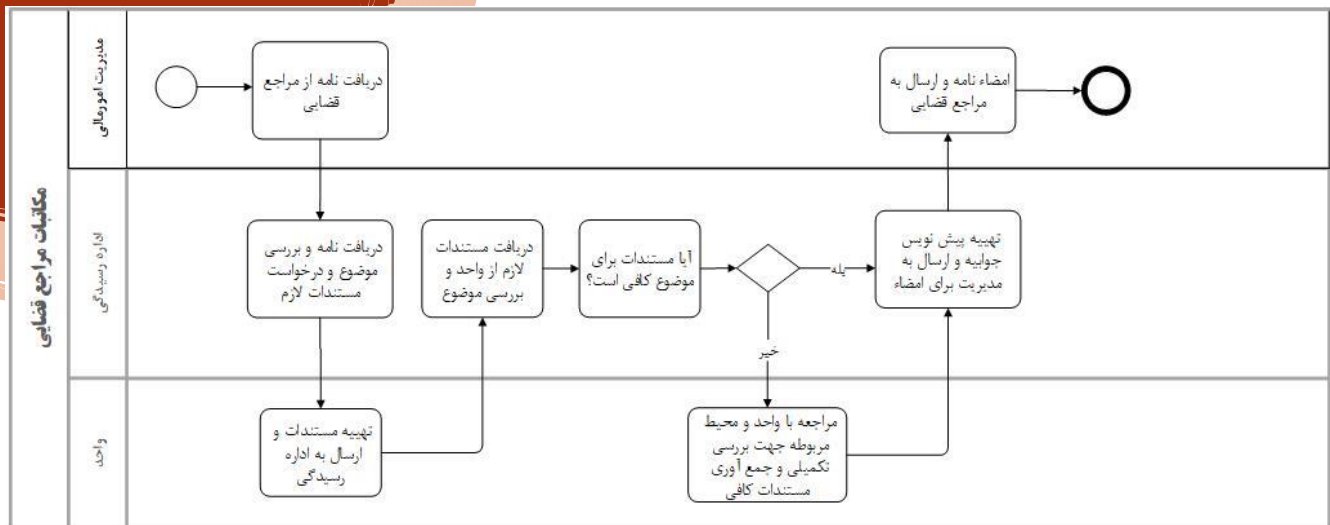 مکاتبات مراجع قضایی
مدیریت امورمالی
دریافت نامه از مراجع
قضایی
امضاء نامه و ارسال به
مراجع قضایی
اداره رسیدگی
دریافت نامه و بررسی
موضوع و درخواست
مستندات لازم
دریافت مستندات
لازم از واحد و
بررسی موضوع
آیا مستندات برای
موضوع کافی است؟
بله
خیر
تهییه پیش نویس
جوابیه و ارسال به
مدیریت برای امضاء
واحد
تهییه مستندات و
ارسال به اداره
رسیدگی
مراجعه با واحد و محیط
مربوطه جهت بررسی
تکمیلی و جمع آوری
مستندات کافی